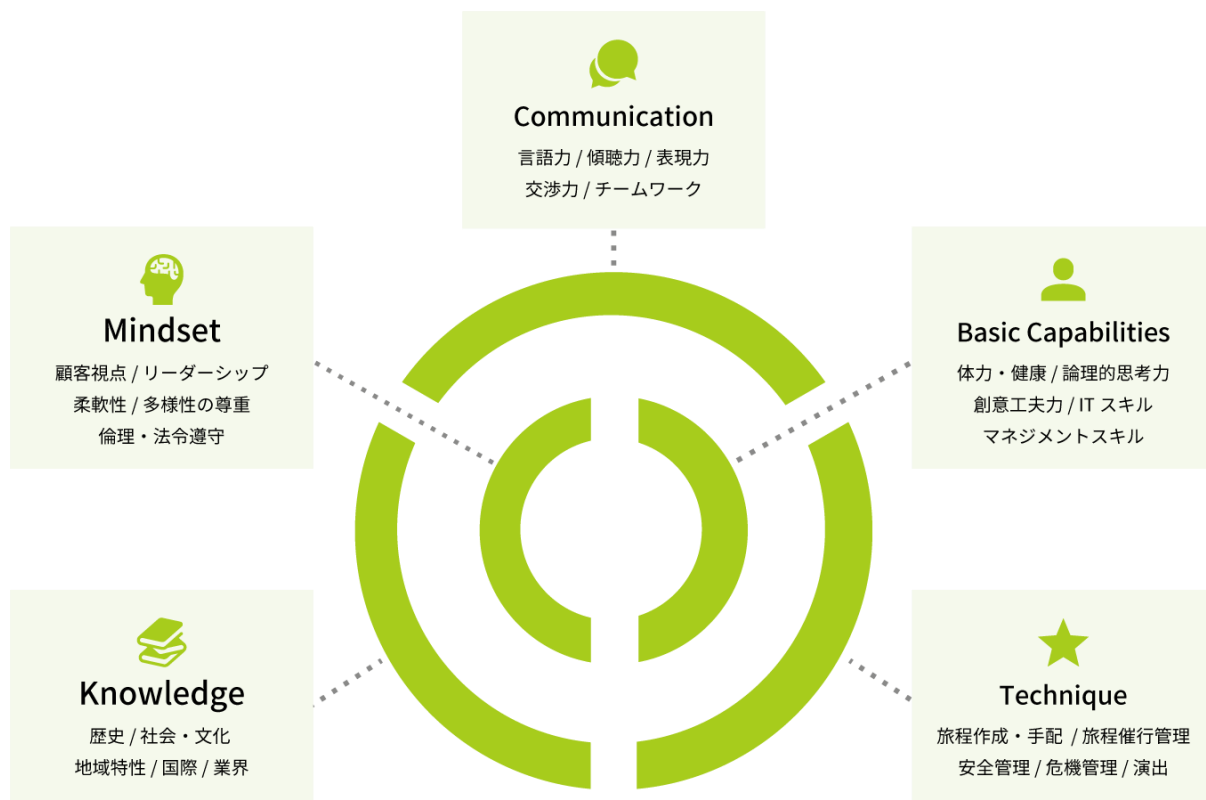 Communication
言語力 / 傾聴力 / 表現力
交渉力 / チームワーク
Mindset
顧客視点 / リーダーシップ
柔軟性 / 多様性の尊重
倫理・法令遵守
Basic Capabilities
体力・健康 / 論理的思考力
創意工夫力 / IT スキル
マネジメントスキル
Knowledge
歴史 / 社会・文化
地域特性 / 国際 / 業界
Technique
旅程作成・手配 / 旅程催行管理
安全管理 / 危機管理 / 演出